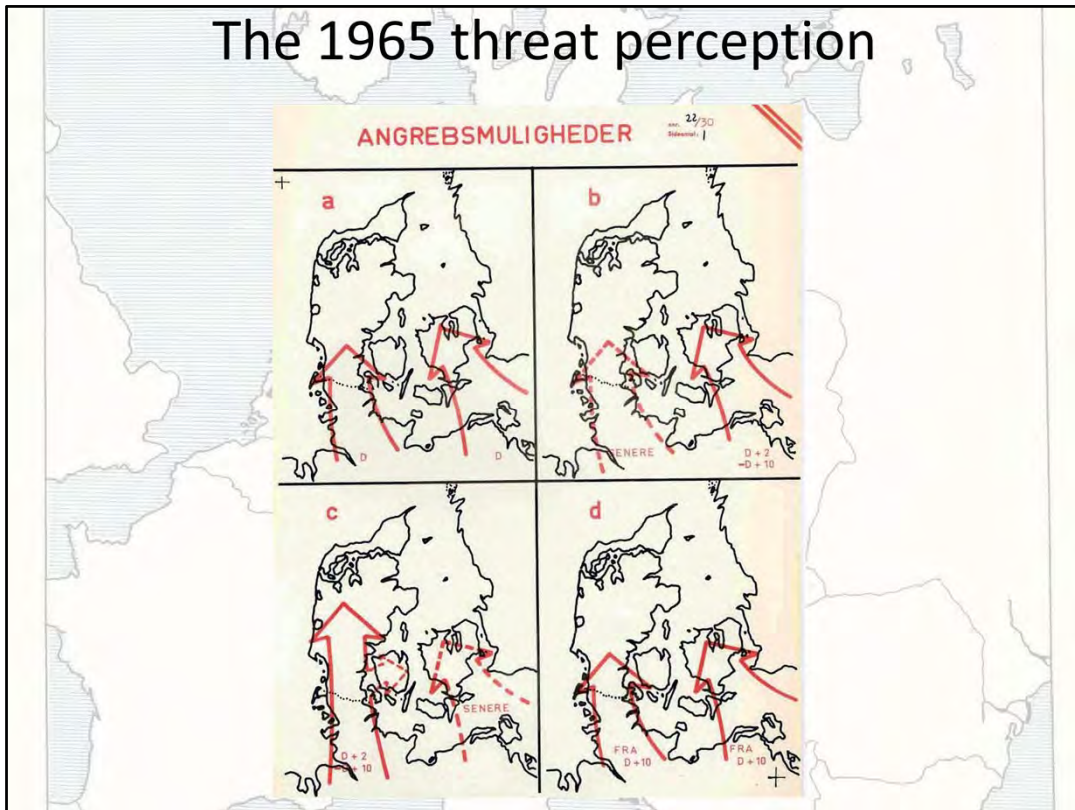 The 1965 threat perception
ANGREBSMULIGHEDER
22/30
1
a
b
D
D
SENERE
D + 2
–D + 10
c
d
SENERE
D + 2
D + 10
FRA
D + 10
FRA
D + 10